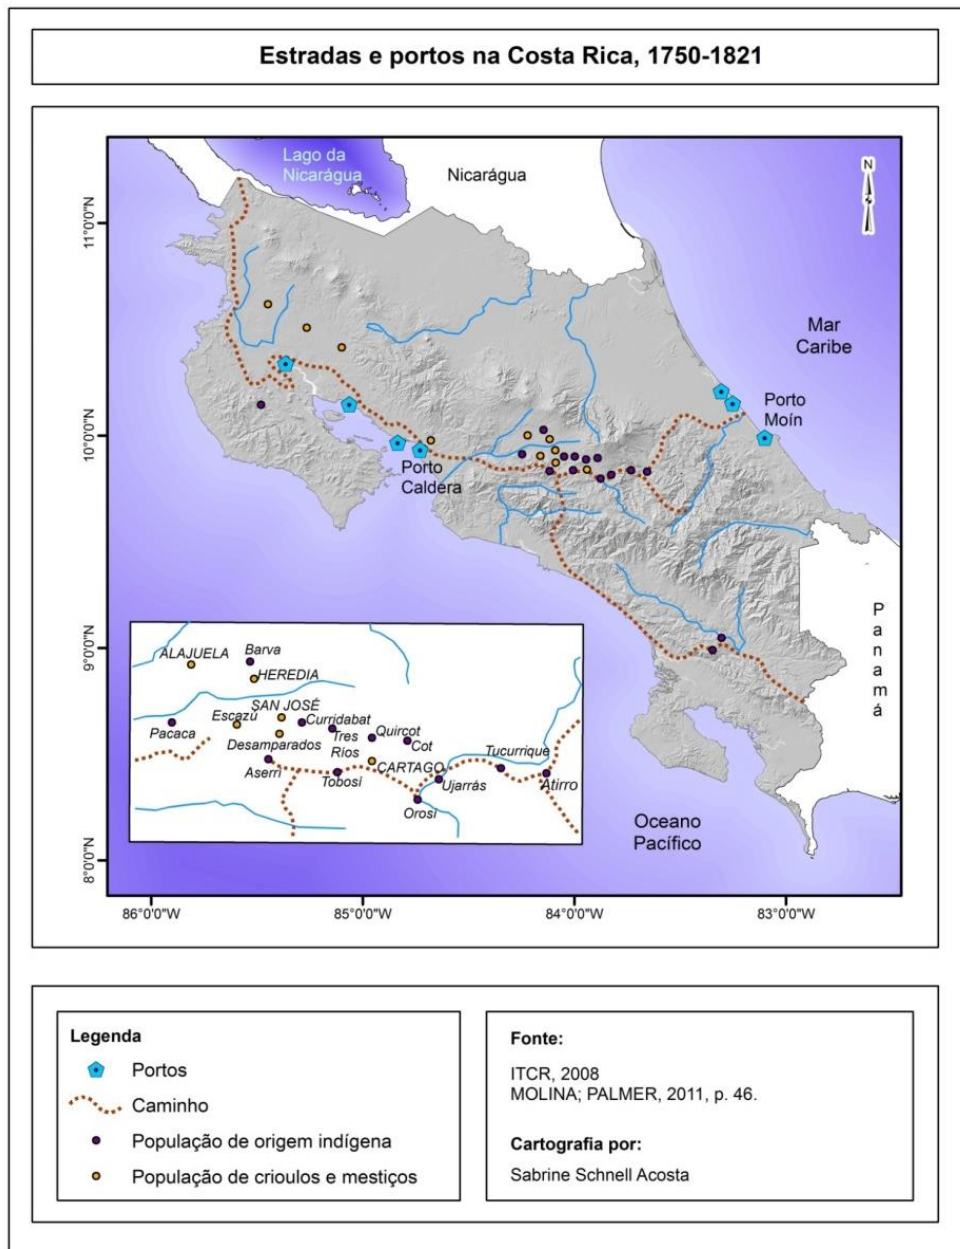 Estradas e portos na Costa Rica, 1750-1821
Lago da
Nicarágua
Nicarágua
N
11°0'0"N
Mar
Caribe
Porto
Moín
10°0'0"N
Porto
Caldera
9°0'0"N
Panamá
ALAJUELA
Barva
HEREDIA
SAN JOSÉ
Escazú
Curridabat
Pacaca
Desamparados
Tres
Ríos
Quircot
Cot
Aserrí
Tobosi
CARTAGO
Tucurrique
Ujarrás
Atirro
Orosi
Oceano
Pacífico
8°0'0"N
86°0'0"W
85°0'0"W
84°0'0"W
83°0'0"W
Legenda
Portos
Caminho
População de origem indígena
População de crioulos e mestiços
Fonte:
ITCR, 2008
MOLINA; PALMER, 2011, p. 46.
Cartografia por:
Sabrine Schnell Acosta